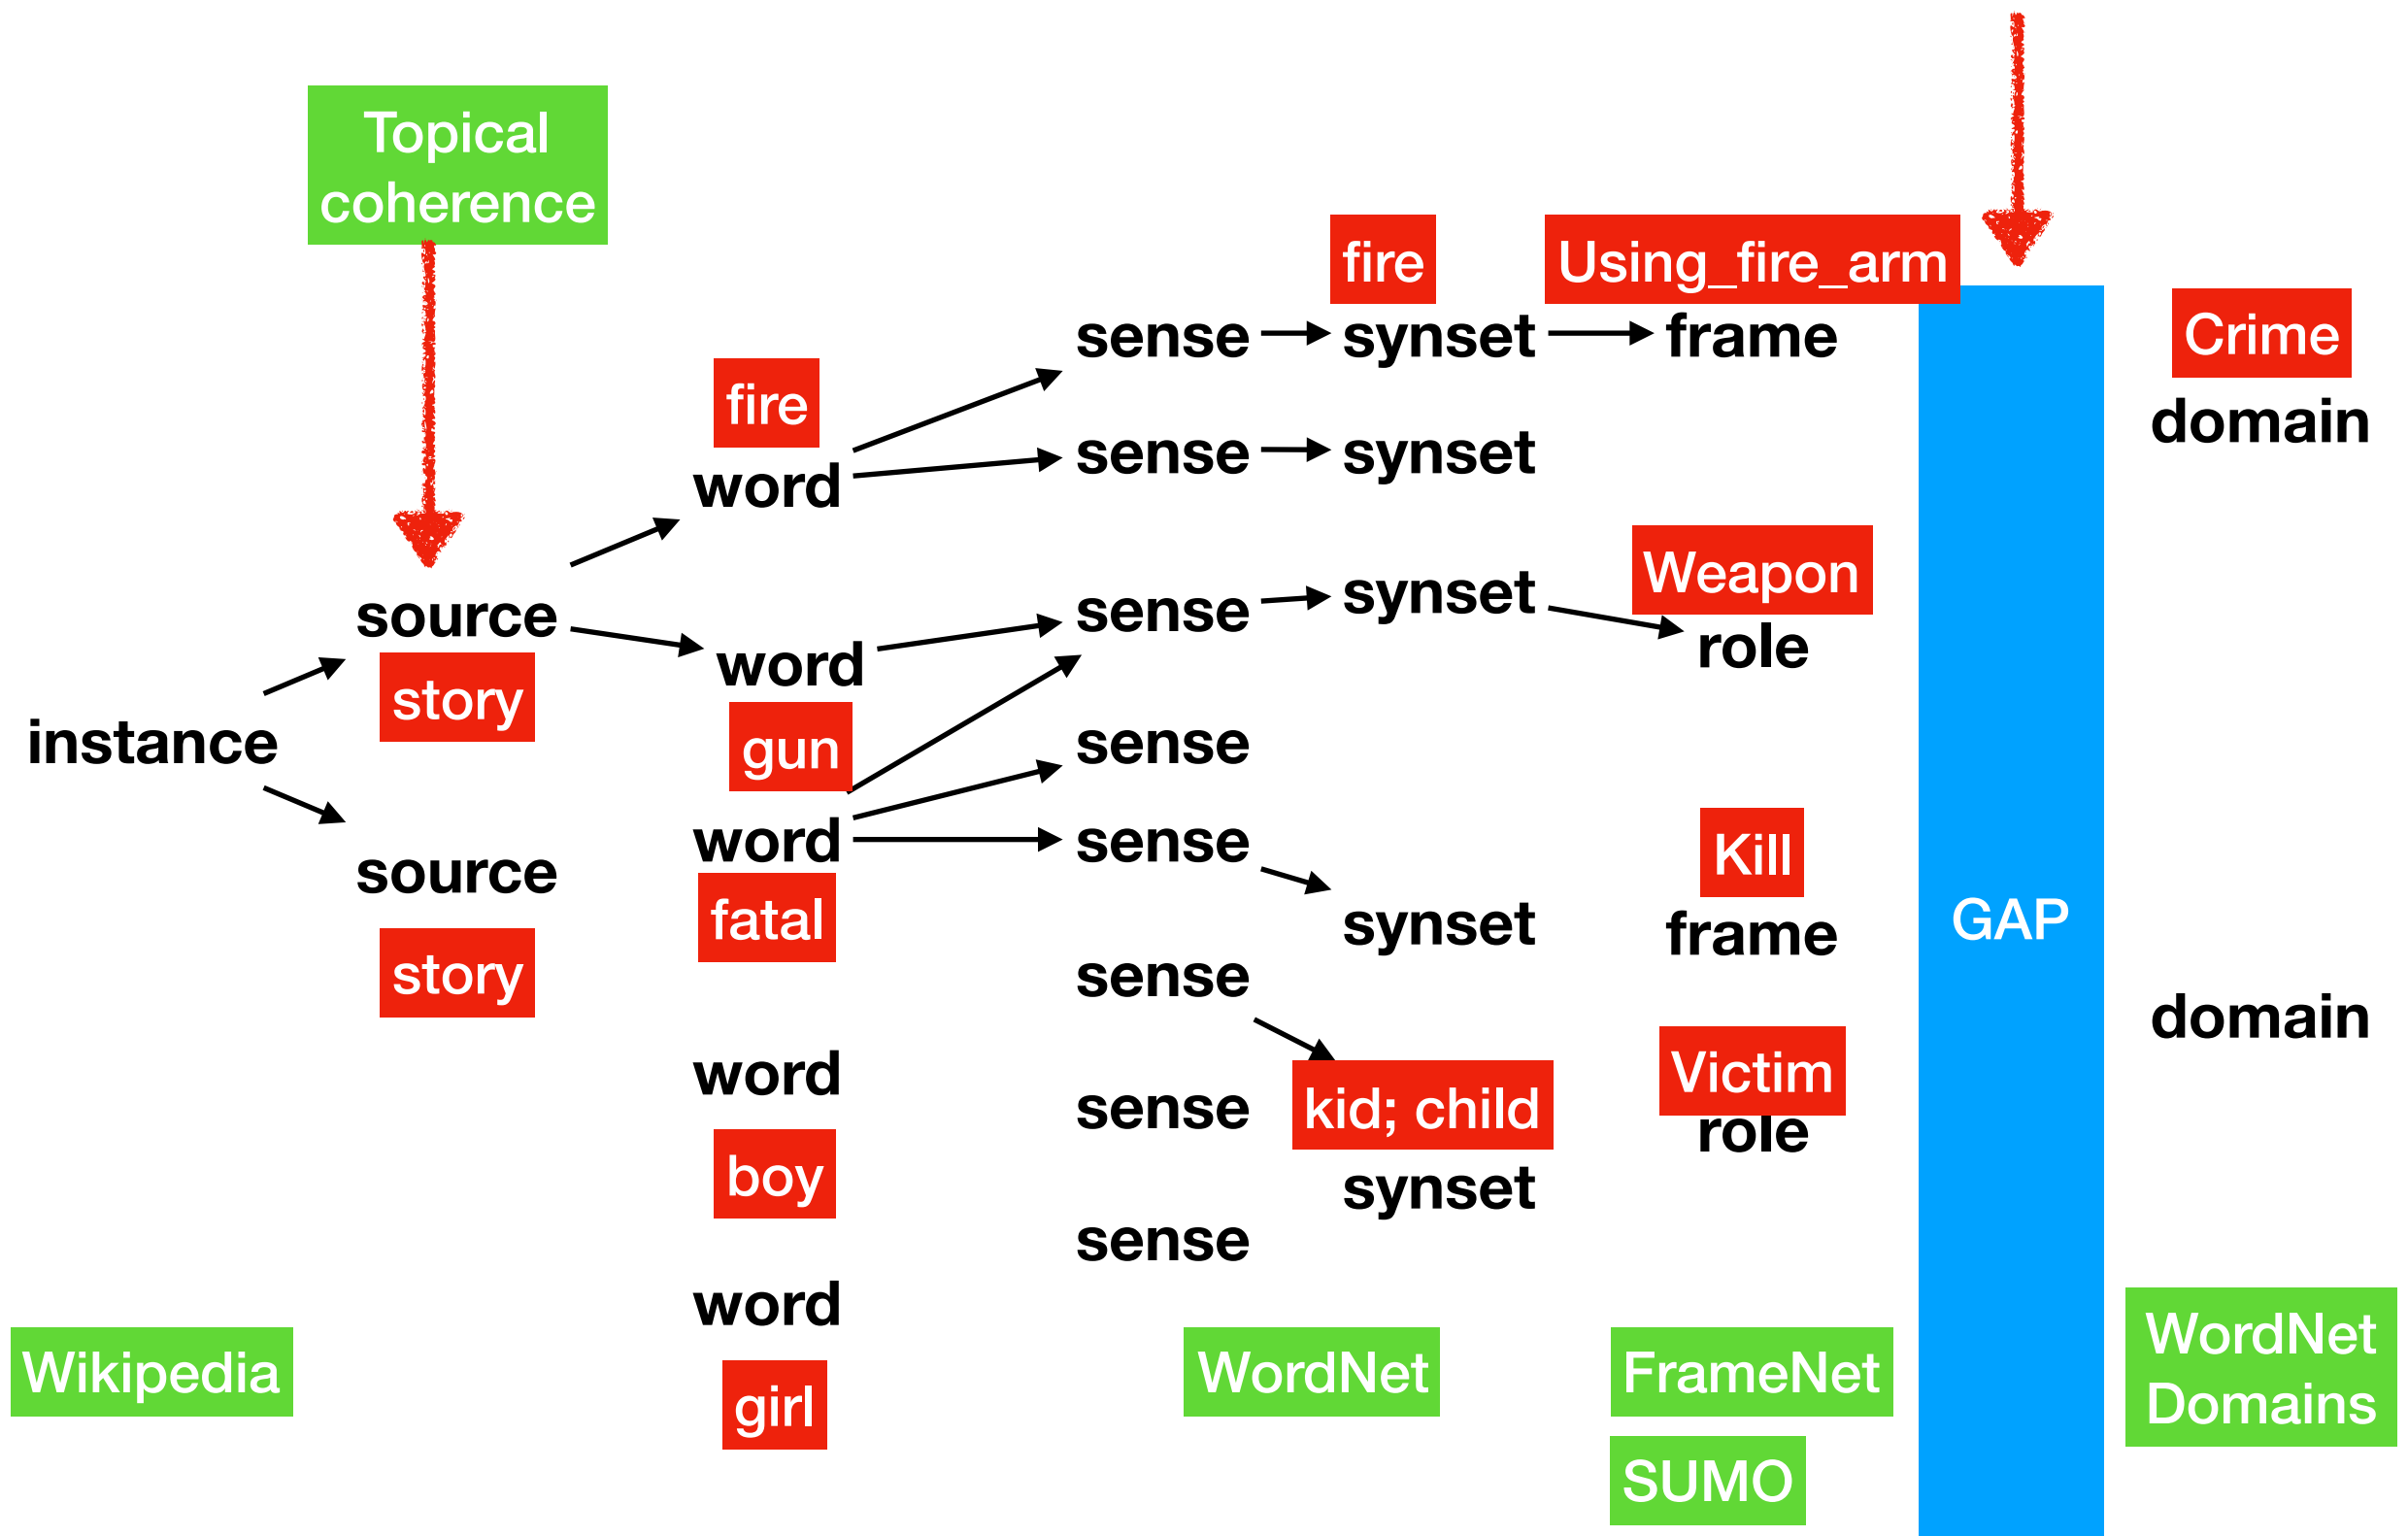 Topical
coherence
fire
Using_fire_arm
sense
synset
frame
Crime
domain
fire
word
sense
synset
Weapon
role
source
story
word
gun
sense
synset
instance
sense
word
fatal
sense
Kill
frame
GAP
source
story
synset
sense
domain
Victim
role
word
boy
sense
kid; child
synset
sense
word
girl
Wikipedia
WordNet
FrameNet
SUMO
WordNet
Domains